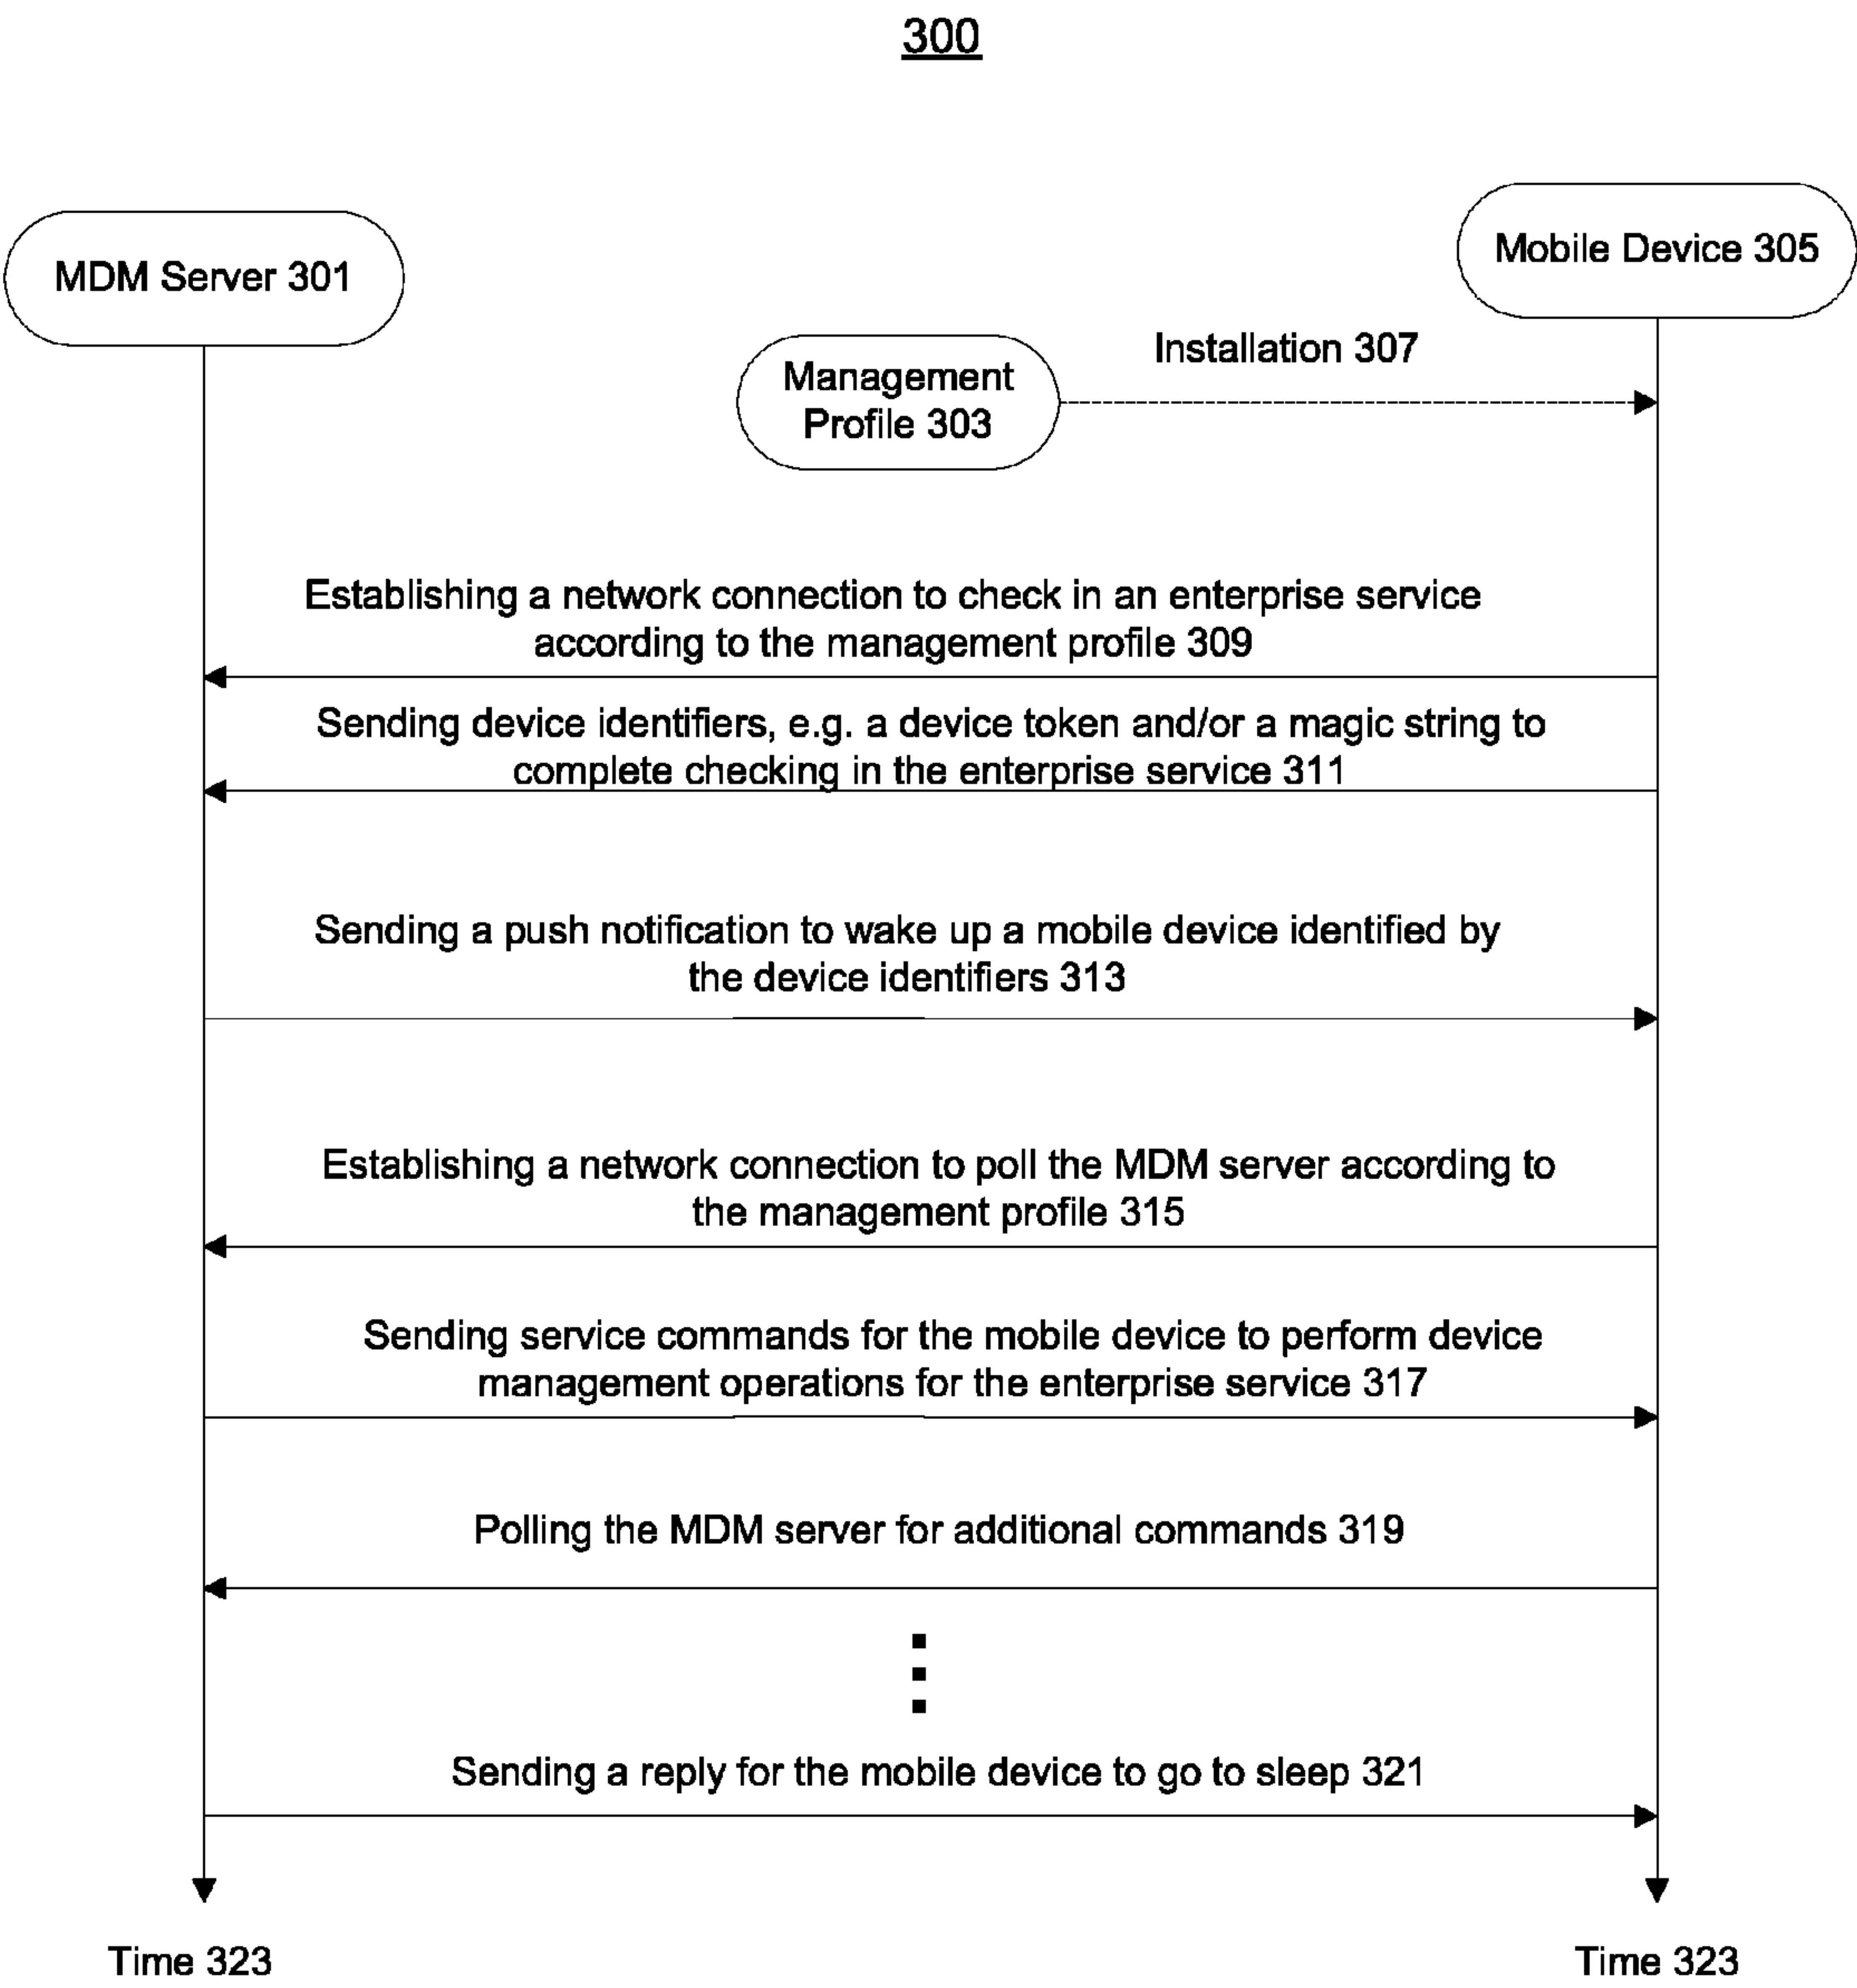 300
MDM Server 301
Mobile Device 305
Installation 307
Management
Profile 303
Establishing a network connection to check in an enterprise service
according to the management profile 309
Sending device identifiers, e.g. a device token and/or a magic string to
complete checking in the enterprise service 311
Sending a push notification to wake up a mobile device identified by
the device identifiers 313
Establishing a network connection to poll the MDM server according to
the management profile 315
Sending service commands for the mobile device to perform device
management operations for the enterprise service 317
Polling the MDM server for additional commands 319
Sending a reply for the mobile device to go to sleep 321
Time 323
Time 323